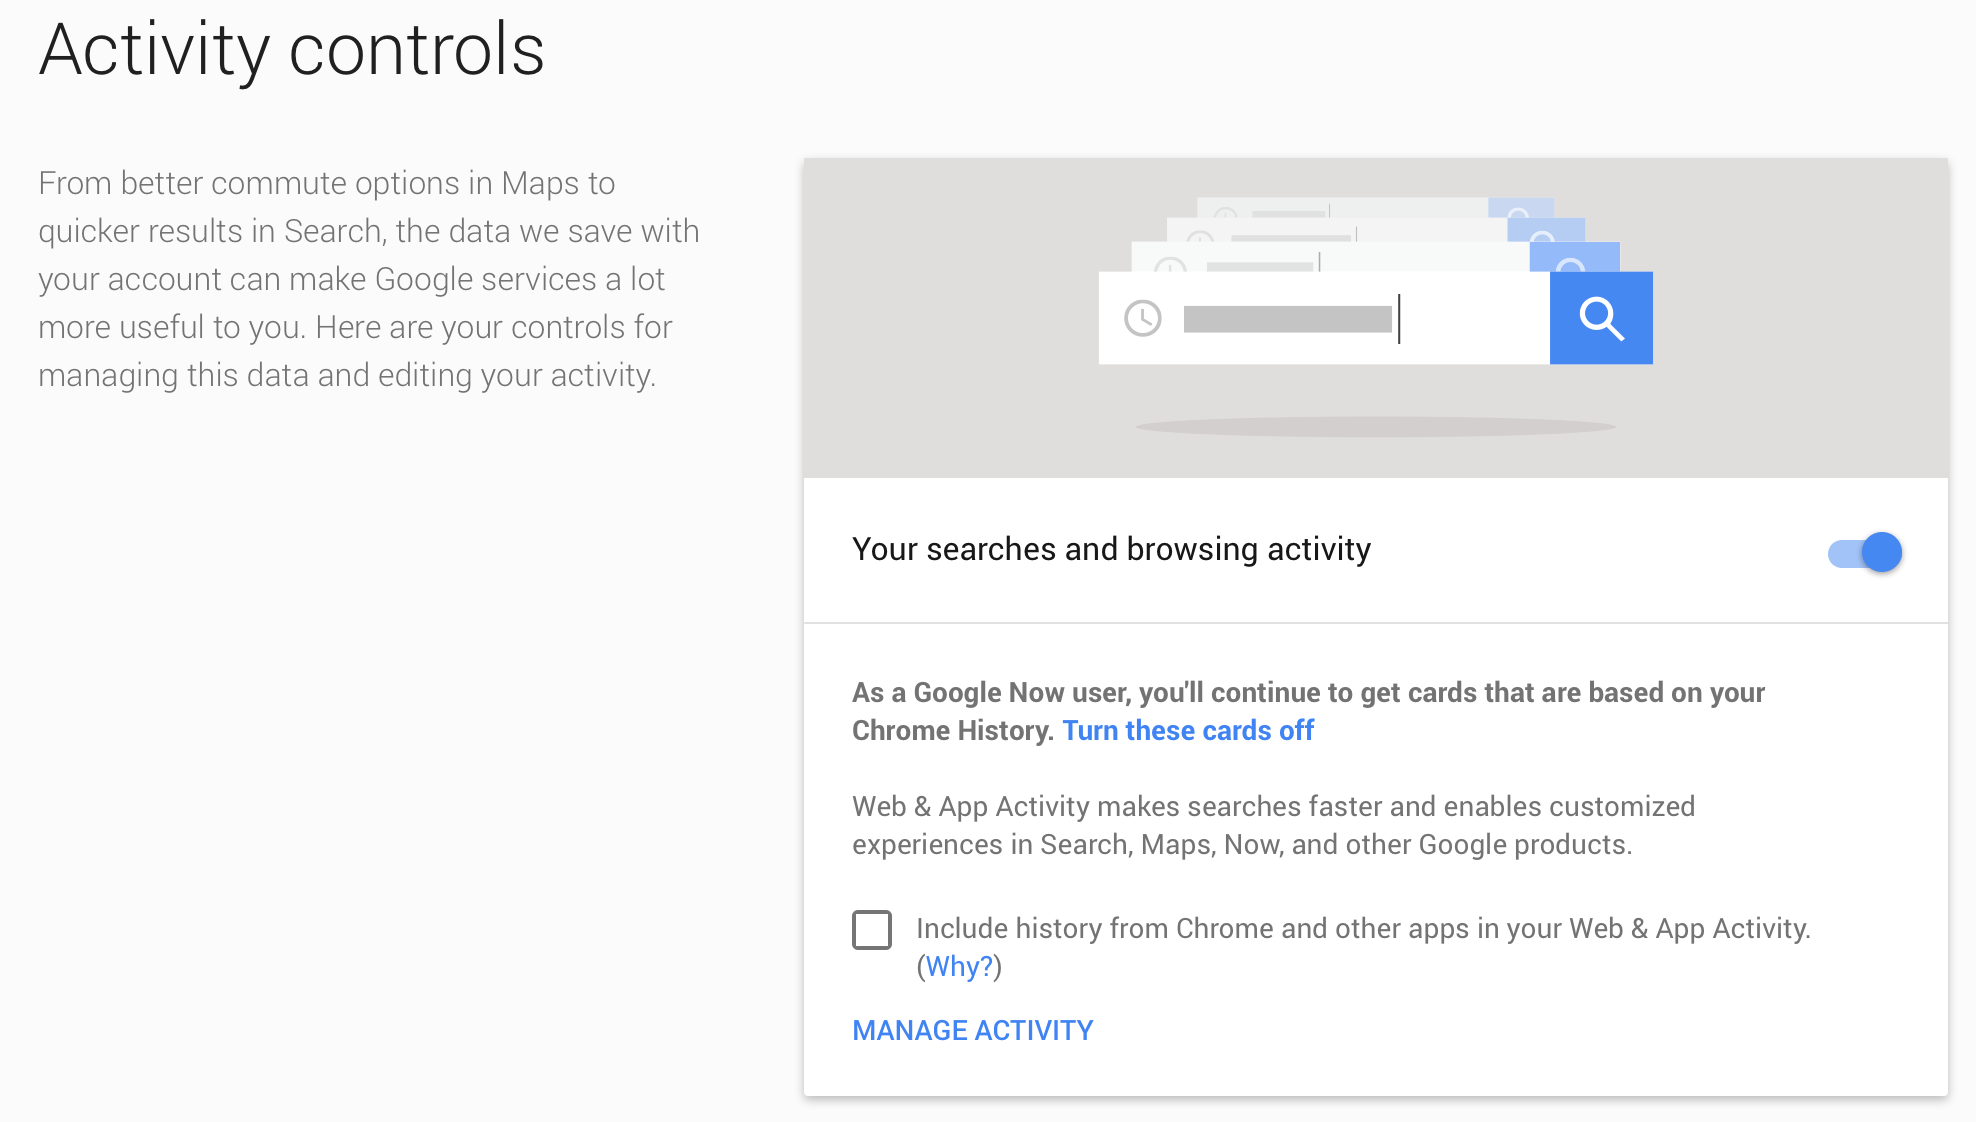 Activity controls
From better commute options in Maps to
quicker results in Search, the data we save with
your account can make Google services a lot
more useful to you. Here are your controls for
managing this data and editing your activity.
Your searches and browsing activity
As a Google Now user, you'll continue to get cards that are based on your
Chrome History. Turn these cards off
Web & App Activity makes searches faster and enables customized
experiences in Search, Maps, Now, and other Google products.
Include history from Chrome and other apps in your Web & App Activity.
(Why?)
MANAGE ACTIVITY